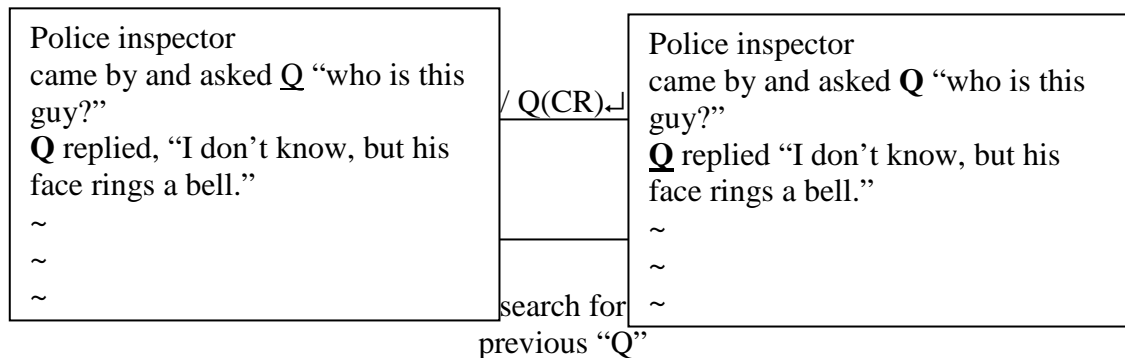 Police inspector
came by and asked Q “who is this
guy?”
Q replied, “I don’t know, but his
face rings a bell.”
~
~
~
/ Q(CR)↵
search for
previous “Q”
Police inspector
came by and asked Q “who is this
guy?”
Q replied “I don’t know, but his
face rings a bell.”
~
~
~